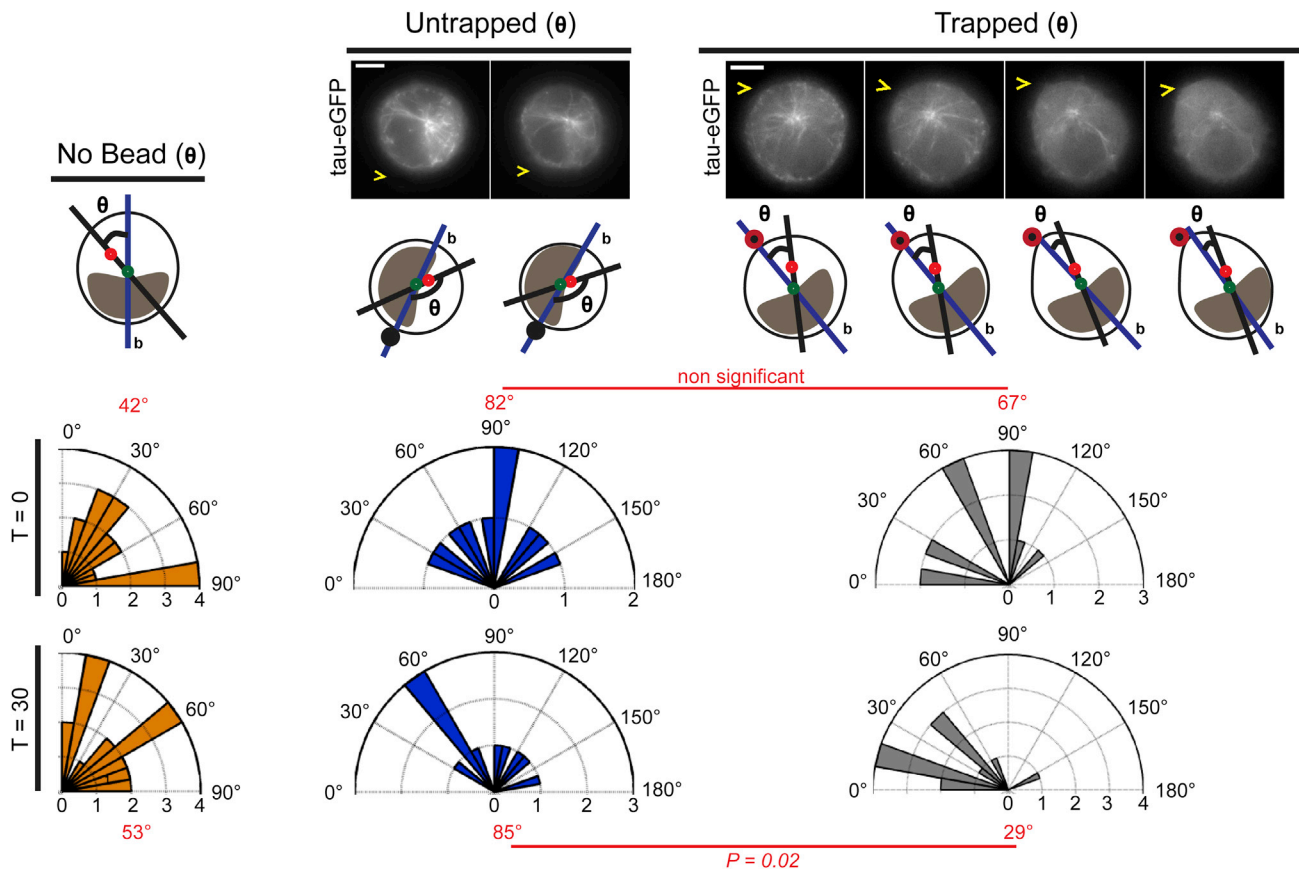 Untrapped (θ)
Trapped (θ)
No Bead (θ)
tau-eGFP
tau-eGFP
>
>
>
>
>
>
θ
b
b
θ
b
θ
θ
b
θ
b
θ
b
θ
b
non significant
42°
82°
67°
T = 0
0°
30°
60°
90°
0 1 2 3 4
0°
30°
60°
90°
120°
150°
180°
0 1 2
0°
30°
60°
90°
120°
150°
180°
0 1 2 3
T = 30
0°
30°
60°
90°
0 1 2 3 4
0°
30°
60°
90°
120°
150°
180°
0 1 2 3
0°
30°
60°
90°
120°
150°
180°
0 1 2 3 4
53°
85°
29°
P = 0.02